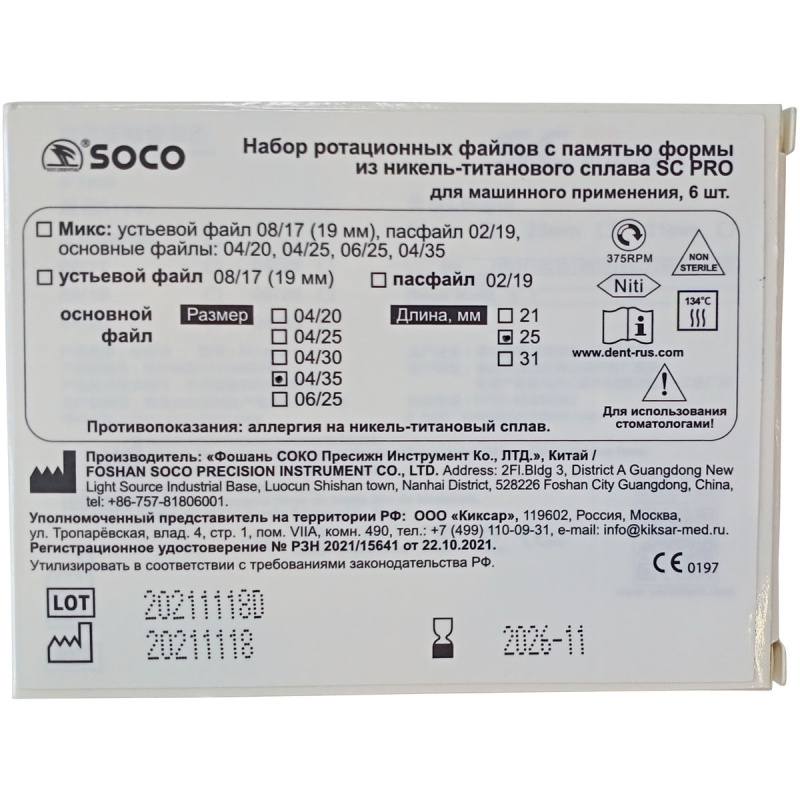 SOCO®
Набор ротационных файлов с памятью формы
из никель-титанового сплава SC PRO
для машинного применения, 6 шт.
Микс: устьевой файл 08/17 (19 мм), пасфайл 02/19,
основные файлы: 04/20, 04/25, 06/25, 04/35
устьевой файл 08/17 (19 мм) пасфайл 02/19
основной файл
Размер
04/20
04/25
04/30
04/35
06/25
Длина, мм
21
25
31
375RPM
NON
STERILE
Niti
134°C
i
www.dent-rus.com
!
Для использования
стоматологами!
Противопоказания: аллергия на никель-титановый сплав.
Производитель: «Фошань СОКО Пресижн Инструмент Ко., ЛТД.», Китай /
FOSHAN SOCO PRECISION INSTRUMENT CO., LTD. Address: 2Fl.Bldg 3, District A Guangdong New
Light Source Industrial Base, Luocun Shishan town, Nanhai District, 528226 Foshan City Guangdong, China,
tel: +86-757-81806001.
Уполномоченный представитель на территории РФ: ООО «Киксар», 119602, Россия, Москва,
ул. Тропарёвская, влад. 4, стр. 1, пом. VIIA, комн. 490, тел.: +7 (499) 110-09-31, e-mail: info@kiksar-med.ru.
Регистрационное удостоверение № РЗН 2021/15641 от 22.10.2021.
Утилизировать в соответствии с требованиями законодательства РФ.
CE 0197
LOT 20211118D
20211118
2026-11